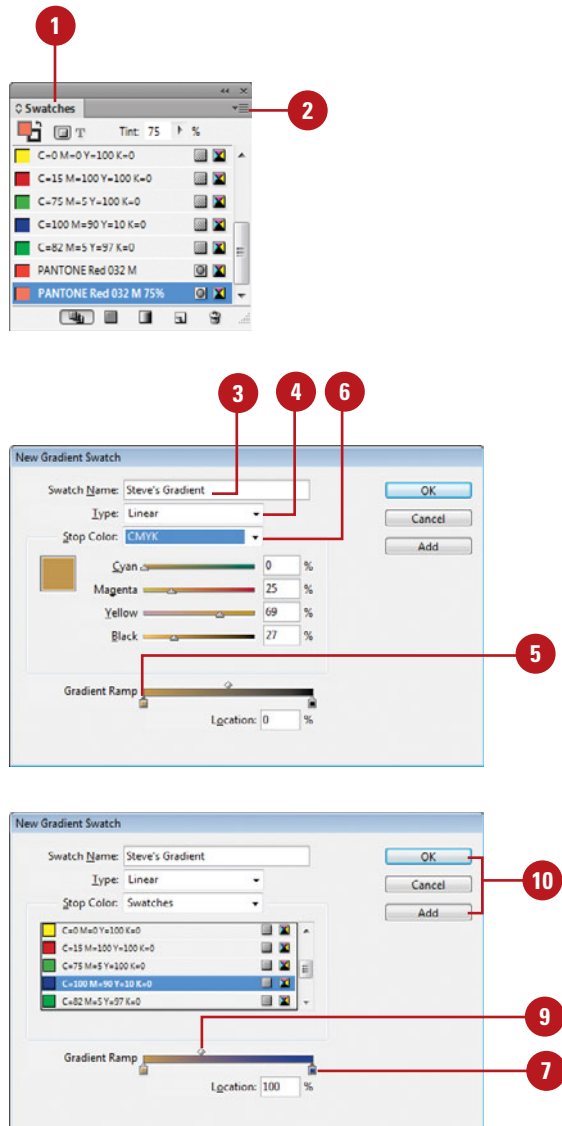 1
Swatches
2
T Tint: 75 %
C=0 M=0 Y=100 K=0
C=15 M=100 Y=100 K=0
C=75 M=5 Y=100 K=0
C=100 M=90 Y=10 K=0
C=82 M=5 Y=97 K=0
PANTONE Red 032 M
PANTONE Red 032 M 75%
3 4 6
New Gradient Swatch
Swatch Name: Steve's Gradient OK
Type: Linear Cancel
Stop Color: CMYK Add
Cyan 0 %
Magenta 25 %
Yellow 69 %
Black 27 %
5
Gradient Ramp
Location: 0 %
New Gradient Swatch
Swatch Name: Steve's Gradient OK
Type: Linear Cancel 10
Stop Color: Swatches Add
C=0 M=0 Y=100 K=0
C=15 M=100 Y=100 K=0
C=75 M=5 Y=100 K=0
C=100 M=90 Y=10 K=0
C=82 M=5 Y=97 K=0
9
Gradient Ramp
7
Location: 100 %